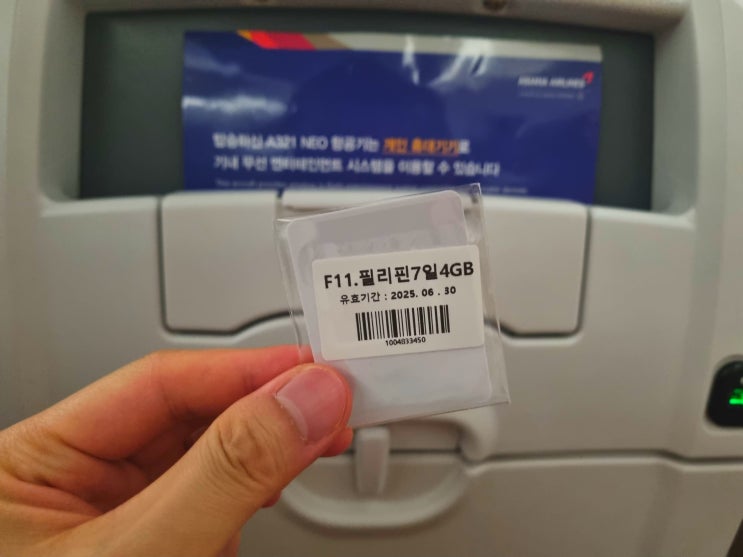 ASIANA AIRLINES
탑승하신 A321 NEO 항공기는 개인 휴대기기로
기내 무선 엔터테인먼트 시스템을 이용할 수 있습니다
F11.필리핀7일4GB
유효기간 : 2025. 06 . 30
1004833450